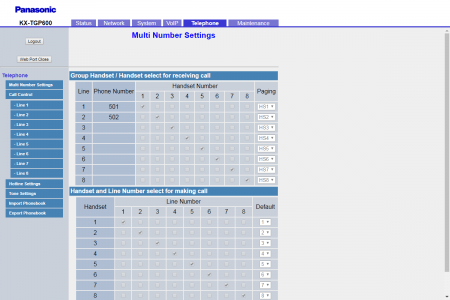 Panasonic
KX-TGP600
Status Network System VoIP Telephone Maintenance
Logout
Web Port Close
Multi Number Settings
Telephone
Multi Number Settings
Call Control
- Line 1
- Line 2
- Line 3
- Line 4
- Line 5
- Line 6
- Line 7
- Line 8
Hotline Settings
Tone Settings
Import Phonebook
Export Phonebook
Group Handset / Handset select for receiving call
Line Phone Number Handset Number Paging
1 2 3 4 5 6 7 8
1 501 HS1
2 502 HS2
3 HS3
4 HS4
5 HS5
6 HS6
7 HS7
8 HS8
Handset and Line Number select for making call
Handset Line Number Default
1 2 3 4 5 6 7 8
1 1
2 2
3 3
4 4
5 5
6 6
7 7
8 8